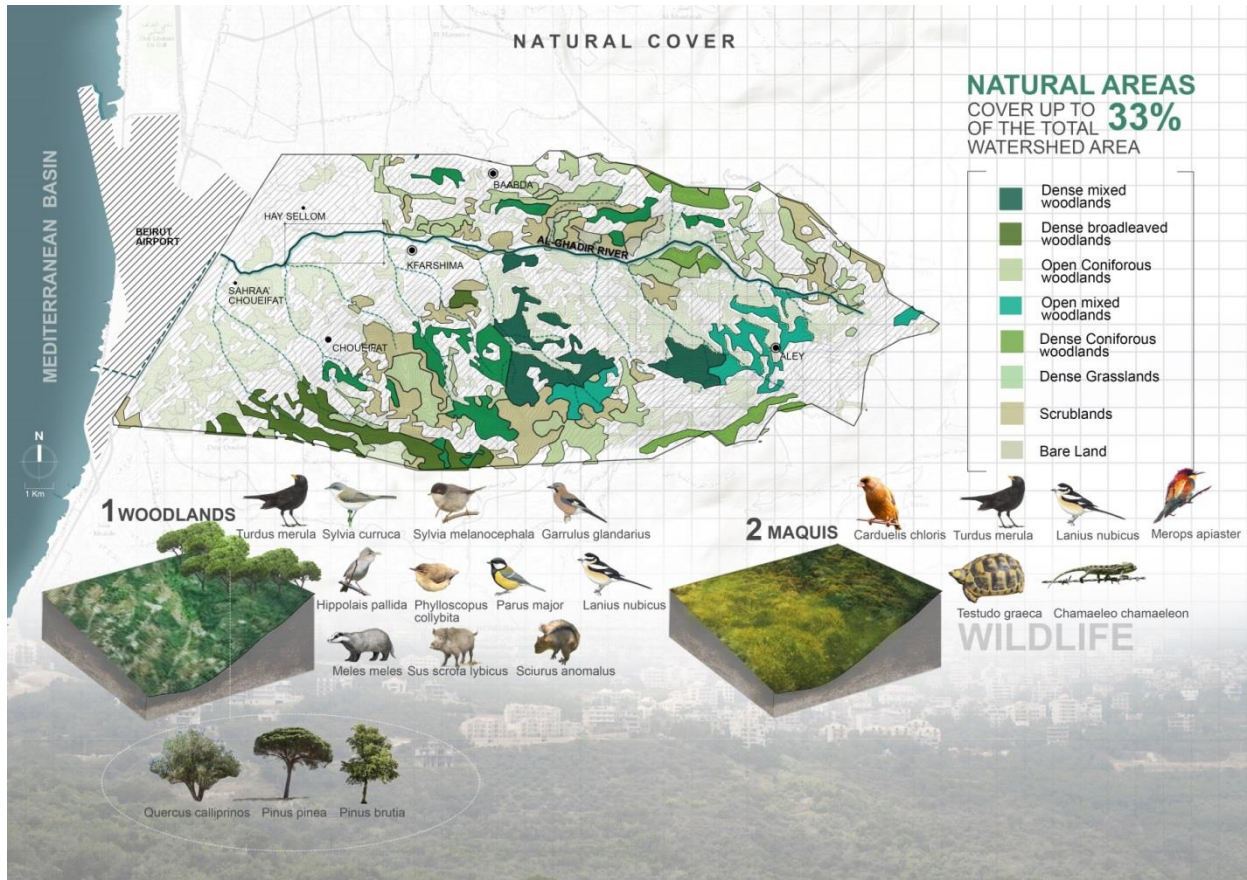 NATURAL COVER
NATURAL AREAS
COVER UP TO 33%
OF THE TOTAL
WATERSHED AREA
Dense mixed
woodlands
Dense broadleaved
woodlands
Open Coniforous
woodlands
Open mixed
woodlands
Dense Coniforous
woodlands
Dense Grasslands
Scrublands
Bare Land
MEDITERRANEAN BASIN
BEIRUT
AIRPORT
HAY SELLOM
BAABDA
AL-GHADIR RIVER
KFARSHIMA
SAHRAA'
CHOUEIFAT
CHOUEIFAT
ALEY
N
1 Km
1 WOODLANDS
Turdus merula
Sylvia curruca
Sylvia melanocephala
Garrulus glandarius
Hippolais pallida
Phylloscopus
collybita
Parus major
Lanius nubicus
Meles meles
Sus scrofa lybicus
Sciurus anomalus
Quercus calliprinos
Pinus pinea
Pinus brutia
2 MAQUIS
Carduelis chloris
Turdus merula
Lanius nubicus
Merops apiaster
Testudo graeca
Chamaeleo chamaeleon
WILDLIFE